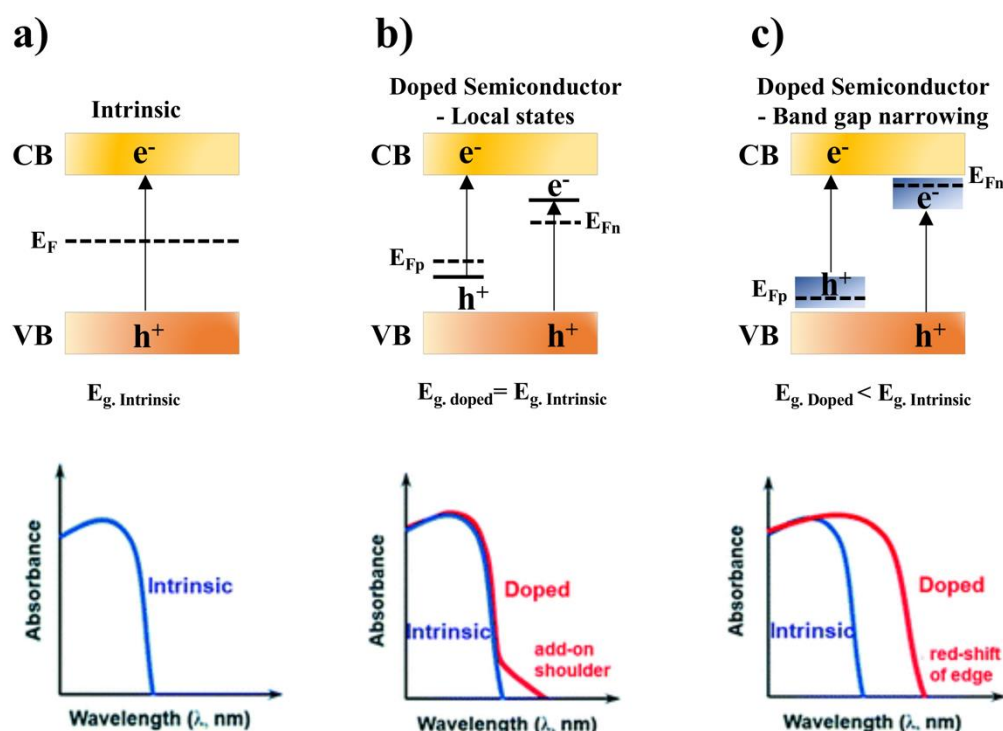 a)
Intrinsic
CB
e-
EF
VB
h+
Eg. Intrinsic
Absorbance
Intrinsic
Wavelength (λ, nm)
b)
Doped Semiconductor
- Local states
e-
e-
EFn
EFp
h+
h+
CB
VB
Eg. doped= Eg. Intrinsic
Absorbance
Doped
Intrinsic
add-on
shoulder
Wavelength (λ, nm)
c)
Doped Semiconductor
- Band gap narrowing
CB
e-
EFn
e-
h+
EFp
VB
h+
Eg. Doped < Eg. Intrinsic
Absorbance
Doped
Intrinsic
red-shift
of edge
Wavelength (λ, nm)